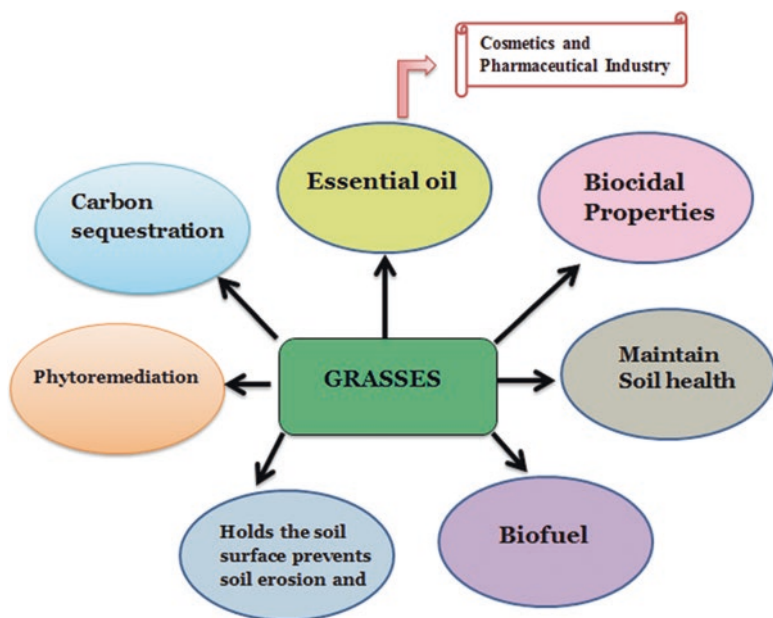 Cosmetics and
Pharmaceutical Industry
Essential oil
Carbon
sequestration
Biocidal
Properties
Phytoremediation
GRASSES
Maintain
Soil health
Holds the soil
surface prevents
soil erosion and
Biofuel